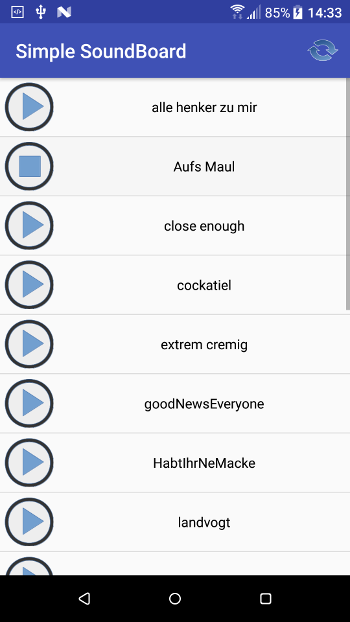 85% 14:33
Simple SoundBoard
alle henker zu mir
Aufs Maul
close enough
cockatiel
extrem cremig
goodNewsEveryone
HabtIhrNeMacke
landvogt